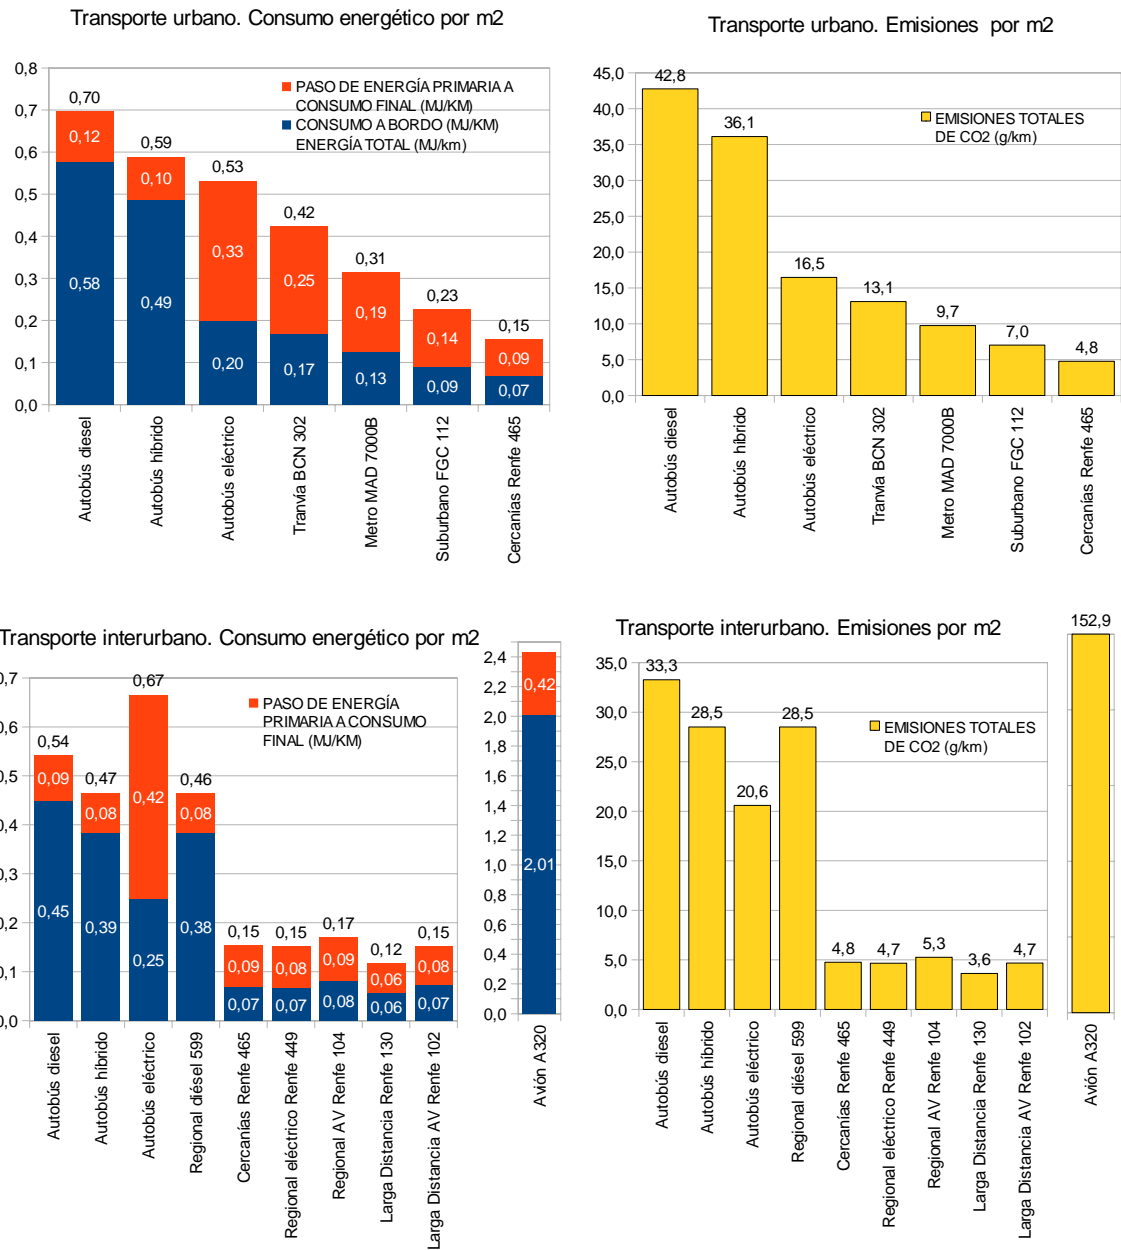 Transporte urbano. Consumo energético por m2
0,8
0,7
0,6
0,5
0,4
0,3
0,2
0,1
0,0
PASO DE ENERGÍA PRIMARIA A
CONSUMO FINAL (MJ/KM)
CONSUMO A BORDO (MJ/KM)
ENERGÍA TOTAL (MJ/km)
0,70
0,12
0,58
0,59
0,10
0,49
0,53
0,33
0,20
0,42
0,25
0,17
0,31
0,19
0,13
0,23
0,14
0,09
0,15
0,09
0,07
Autobús diesel
Autobús híbrido
Autobús eléctrico
Tranvía BCN 302
Metro MAD 7000B
Suburbano FGC 112
Cercanías Renfe 465
Transporte urbano. Emisiones por m2
45,0
40,0
35,0
30,0
25,0
20,0
15,0
10,0
5,0
0,0
EMISIONES TOTALES
DE CO2 (g/km)
42,8
36,1
16,5
13,1
9,7
7,0
4,8
Autobús diesel
Autobús híbrido
Autobús eléctrico
Tranvía BCN 302
Metro MAD 7000B
Suburbano FGC 112
Cercanías Renfe 465
Transporte interurbano. Consumo energético por m2
0,7
0,6
0,5
0,4
0,3
0,2
0,1
0,0
PASO DE ENERGÍA
PRIMARIA A CONSUMO
FINAL (MJ/KM)
0,54
0,09
0,45
0,47
0,08
0,39
0,67
0,42
0,25
0,46
0,08
0,38
0,15
0,09
0,07
0,15
0,08
0,07
0,17
0,09
0,08
0,12
0,06
0,06
0,15
0,08
0,07
Autobús diesel
Autobús híbrido
Autobús eléctrico
Regional diésel 599
Cercanías Renfe 465
Regional eléctrico Renfe 449
Regional AV Renfe 104
Larga Distancia Renfe 130
Larga Distancia AV Renfe 102
2,4
2,2
2,0
1,8
1,6
1,4
1,2
1,0
0,8
0,6
0,4
0,2
0,0
0,42
2,01
Avión A320
Transporte interurbano. Emisiones por m2
35,0
30,0
25,0
20,0
15,0
10,0
5,0
0,0
EMISIONES TOTALES
DE CO2 (g/km)
33,3
28,5
20,6
28,5
4,8
4,7
5,3
3,6
4,7
Autobús diesel
Autobús híbrido
Autobús eléctrico
Regional diésel 599
Cercanías Renfe 465
Regional eléctrico Renfe 449
Regional AV Renfe 104
Larga Distancia Renfe 130
Larga Distancia AV Renfe 102
152,9
Avión A320